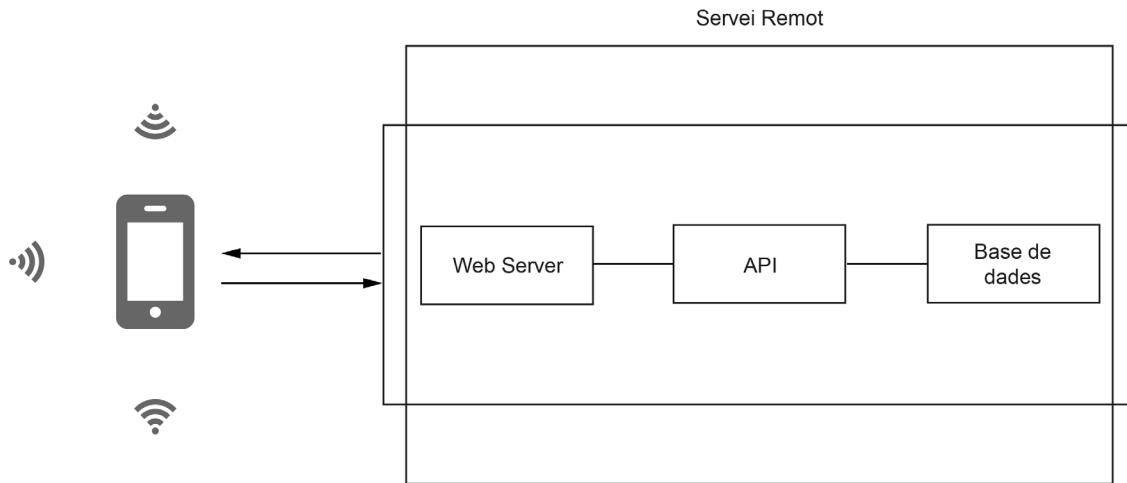 Servei Remot
Web Server
API
Base de
dades